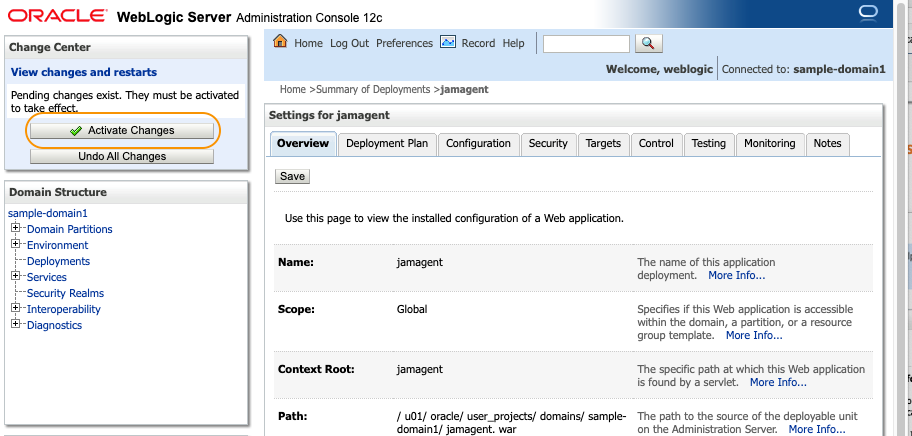 ORACLE WebLogic Server Administration Console 12c
Change Center
View changes and restarts
Pending changes exist. They must be activated
to take effect.
Activate Changes
Undo All Changes
Domain Structure
sample-domain1
Domain Partitions
Environment
Deployments
Services
Security Realms
Interoperability
Diagnostics
Home Log Out Preferences Record Help
Welcome, weblogic Connected to: sample-domain1
Home >Summary of Deployments >jamagent
Settings for jamagent
Overview Deployment Plan Configuration Security Targets Control Testing Monitoring Notes
Save
Use this page to view the installed configuration of a Web application.
Name: jamagent The name of this application
deployment. More Info...
Scope: Global Specifies if this Web application is accessible
within the domain, a partition, or a resource
group template. More Info...
Context Root: jamagent The specific path at which this Web application
is found by a servlet. More Info...
Path: / u01/ oracle/ user_projects/ domains/ sample- The path to the source of the deployable unit
domain1/ jamagent. war on the Administration Server. More Info...